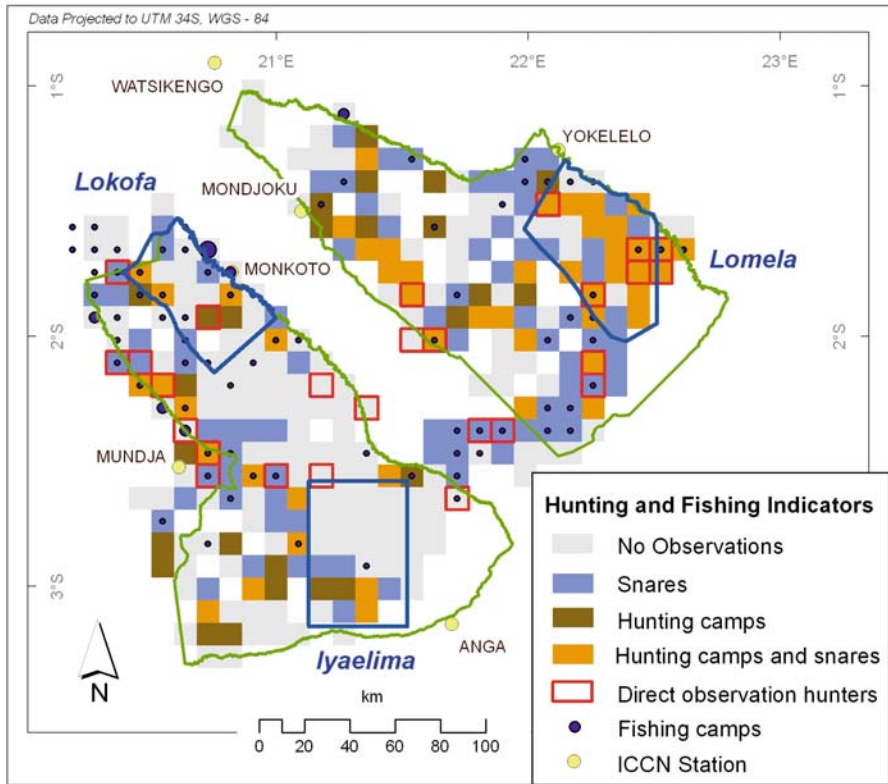 Data Projected to UTM 34S, WGS - 84
21°E
22°E
23°E
1°S
1°S
WATSIKENGO
YOKELELO
Lokofa
MONDJOKU
Lomela
MONKOTO
2°S
2°S
MUNDJA
Hunting and Fishing Indicators
No Observations
Snares
Hunting camps
Hunting camps and snares
Direct observation hunters
Fishing camps
ICCN Station
3°S
3°S
ANGA
Iyaelima
N
km
0 20 40 60 80 100